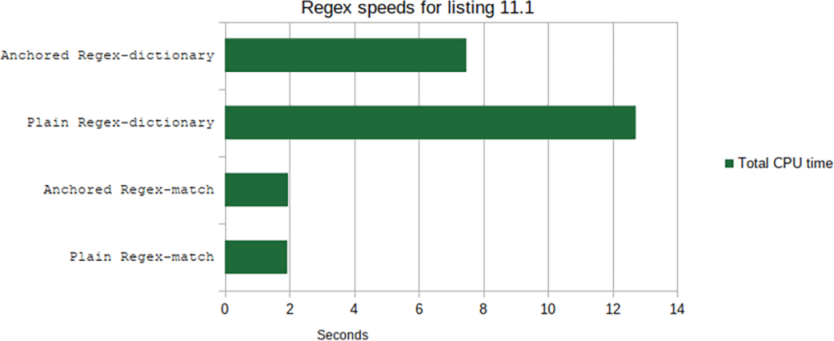 Regex speeds for listing 11.1
Anchored Regex-dictionary
Plain Regex-dictionary
Anchored Regex-match
Plain Regex-match
Total CPU time
0 2 4 6 8 10 12 14
Seconds